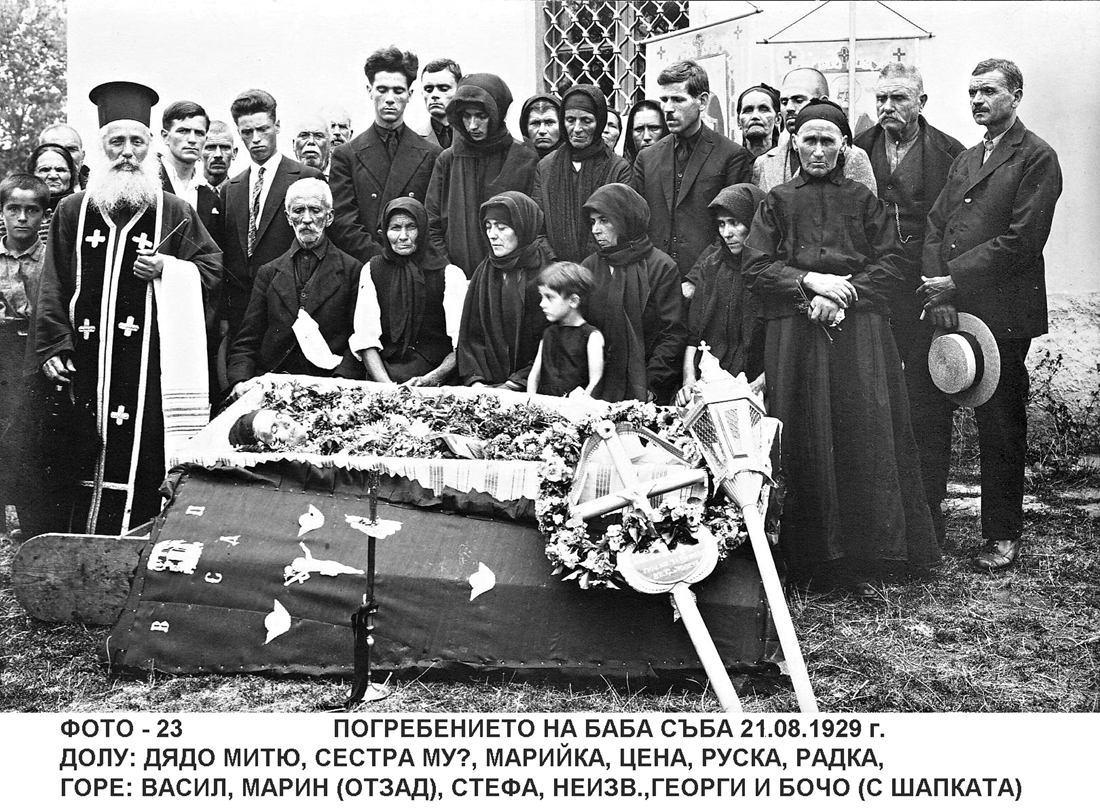 В С Д П
ФОТО - 23 ПОГРЕБЕНИЕТО НА БАБА СЪБА 21.08.1929 г.
ДОЛУ: ДЯДО МИТЮ, СЕСТРА МУ?, МАРИЙКА, ЦЕНА, РУСКА, РАДКА,
ГОРЕ: ВАСИЛ, МАРИН (ОТЗАД), СТЕФА, НЕИЗВ.,ГЕОРГИ И БОЧО (С ШАПКАТА)